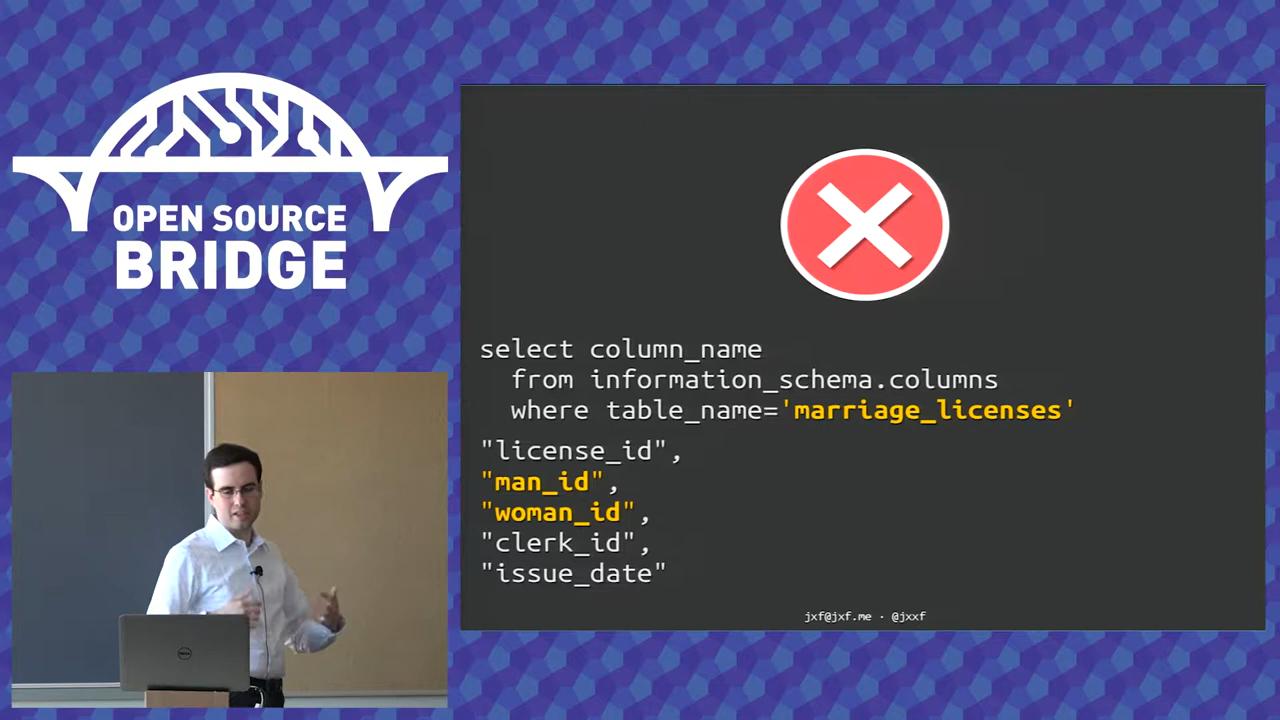 OPEN SOURCE
BRIDGE
select column_name
from information_schema.columns
where table_name='marriage_licenses'
"license_id",
"man_id",
"woman_id",
"clerk_id",
"issue_date"
jxf@jxf.me · @jxxf
DELL